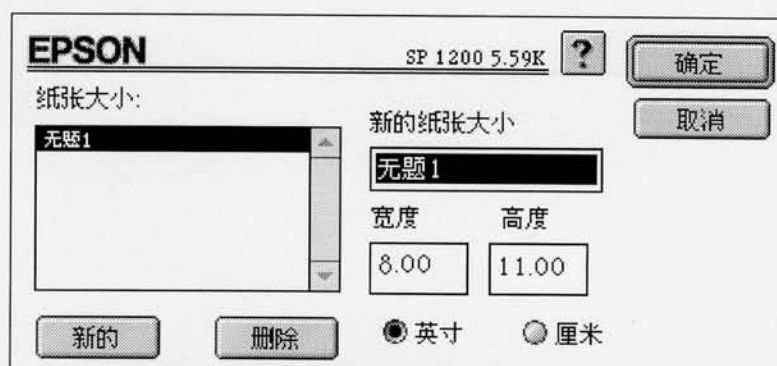 EPSON
SP 1200 5.59K
?
确定
取消
纸张大小:
无题1
新的纸张大小
无题1
宽度
高度
8.00
11.00
新的
删除
英寸
厘米